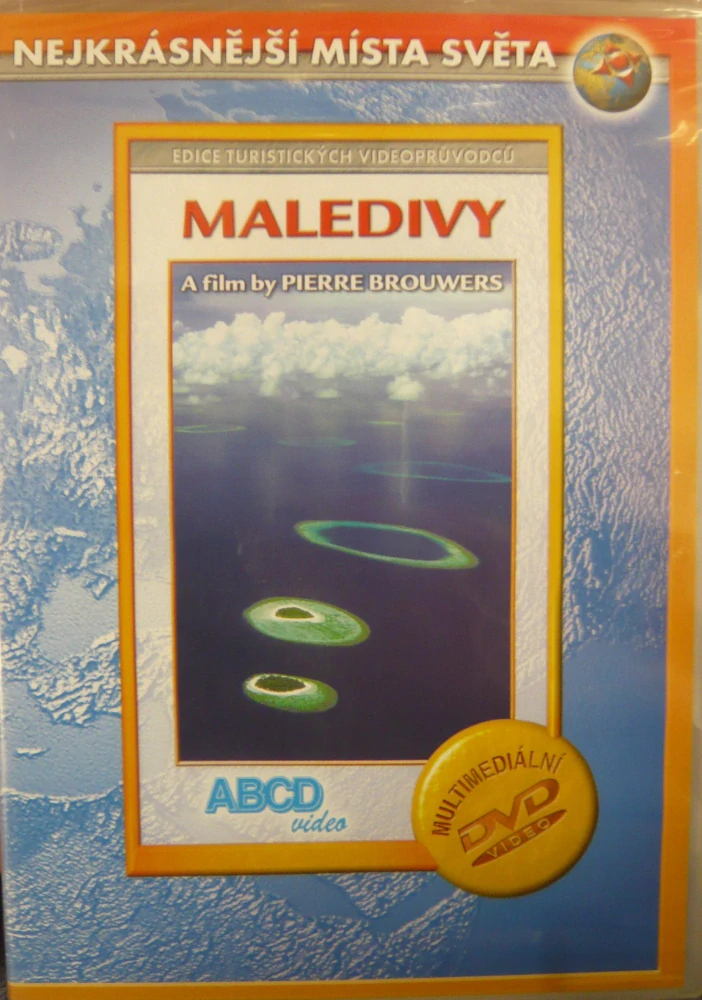 NEJKRÁSNĚJŠÍ MÍSTA SVĚTA
EDICE TURISTICKÝCH VIDEOPRŮVODCŮ
MALEDIVY
A film by PIERRE BROUWERS
ABCD
video
MULTIMEDIÁLNÍ
DVD
VIDEO